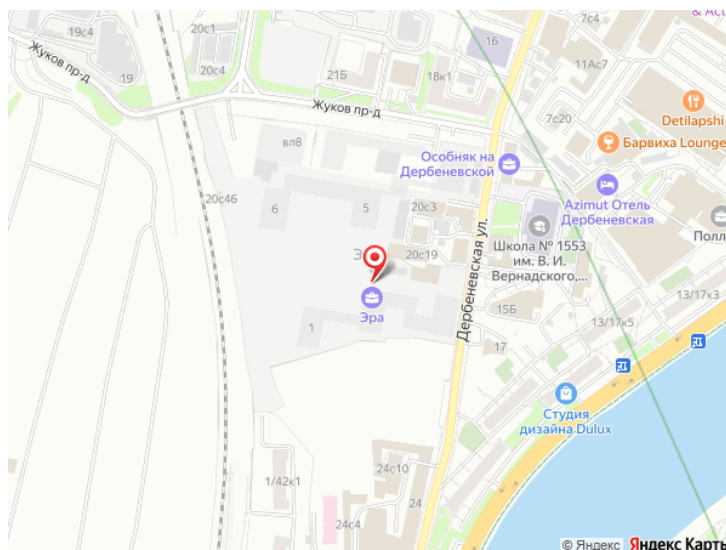 & Act
7с4
19с4
20с1
Жуков пр-д
19
20с4
21Б
18к1
16
11Ас7
Detilapshi
Жуков пр-д
7с20
Барвиха Lounge
вл8
Особняк на
Дербеневской
20с46
6
5
20с3
Azimut Отель
Дербеневская
Полл
Школа № 1553
им. В. И.
Вернадского,...
20с19
Дербеневская ул.
15Б
13/17к3
13/17к5
Эра
1
17
Студия
дизайна Dulux
24с10
1/42к1
24
24с4
© Яндекс Яндекс Карты